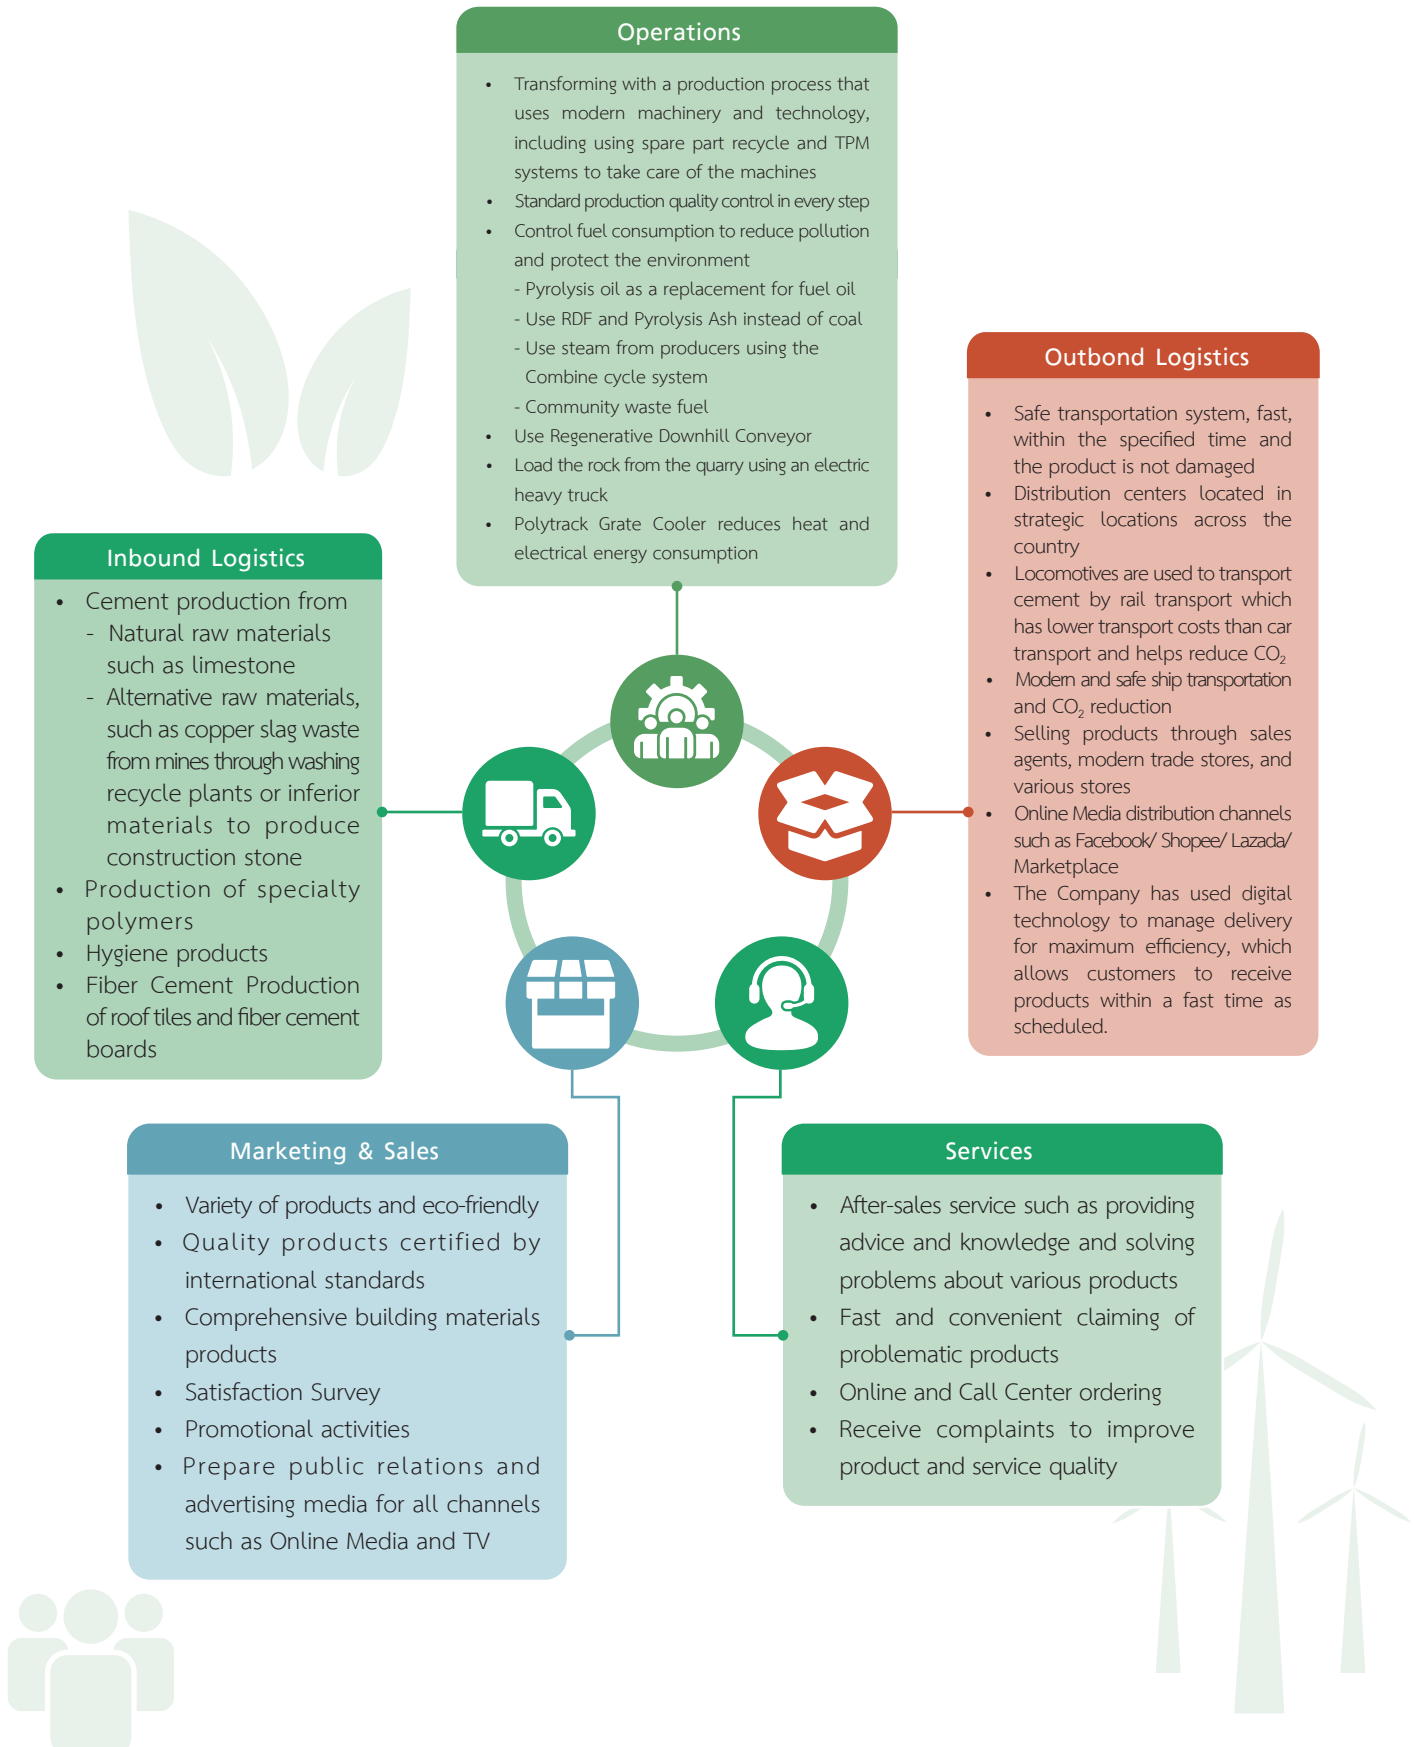 Operations
• Transforming with a production process that
uses modern machinery and technology,
including using spare part recycle and TPM
systems to take care of the machines
• Standard production quality control in every step
• Control fuel consumption to reduce pollution
and protect the environment
- Pyrolysis oil as a replacement for fuel oil
- Use RDF and Pyrolysis Ash instead of coal
- Use steam from producers using the
Combine cycle system
- Community waste fuel
• Use Regenerative Downhill Conveyor
• Load the rock from the quarry using an electric
heavy truck
• Polytrack Grate Cooler reduces heat and
electrical energy consumption
Outbond Logistics
• Safe transportation system, fast,
within the specified time and
the product is not damaged
• Distribution centers located in
strategic locations across the
country
• Locomotives are used to transport
cement by rail transport which
has lower transport costs than car
transport and helps reduce CO₂
• Modern and safe ship transportation
and CO₂ reduction
• Selling products through sales
agents, modern trade stores, and
various stores
• Online Media distribution channels
such as Facebook/ Shopee/ Lazada/
Marketplace
• The Company has used digital
technology to manage delivery
for maximum efficiency, which
allows customers to receive
products within a fast time as
scheduled.
Inbound Logistics
• Cement production from
- Natural raw materials
such as limestone
- Alternative raw materials,
such as copper slag waste
from mines through washing
recycle plants or inferior
materials to produce
construction stone
• Production of specialty
polymers
• Hygiene products
• Fiber Cement Production
of roof tiles and fiber cement
boards
Marketing & Sales
• Variety of products and eco-friendly
• Quality products certified by
international standards
• Comprehensive building materials
products
• Satisfaction Survey
• Promotional activities
• Prepare public relations and
advertising media for all channels
such as Online Media and TV
Services
• After-sales service such as providing
advice and knowledge and solving
problems about various products
• Fast and convenient claiming of
problematic products
• Online and Call Center ordering
• Receive complaints to improve
product and service quality